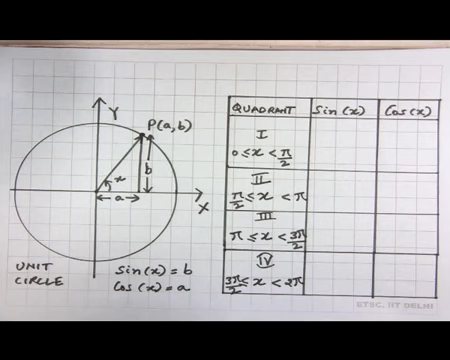 Y
P(a, b)
b
x
a
X
UNIT
CIRCLE
sin(x) = b
Cos(x) = a
QUADRANT Sin(x) Cos(x)
I
0 ≤ x < π/2
II
π/2 ≤ x < π
III
π ≤ x < 3π/2
IV
3π/2 ≤ x < 2π
ETSC, IIT DELHI